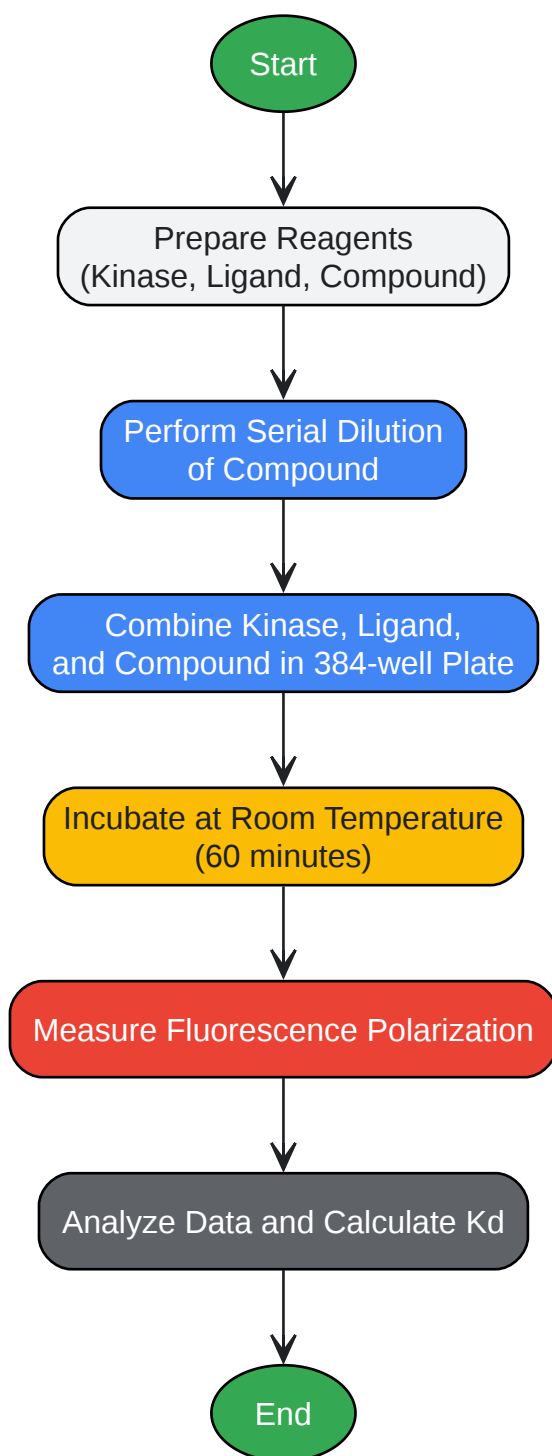 Start
Prepare Reagents
(Kinase, Ligand, Compound)
Perform Serial Dilution
of Compound
Combine Kinase, Ligand,
and Compound in 384-well Plate
Incubate at Room Temperature
(60 minutes)
Measure Fluorescence Polarization
Analyze Data and Calculate Kd
End